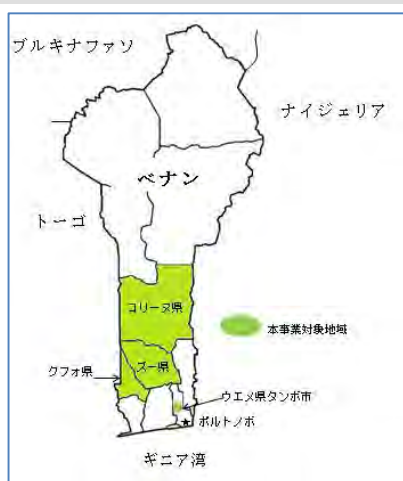 ブルキナファソ
ナイジェリア
ベナン
トーゴ
コリーヌ県
本事業対象地域
ズー県
クフォ県
ウエメ県タンボ市
ポルトノボ
ギニア湾